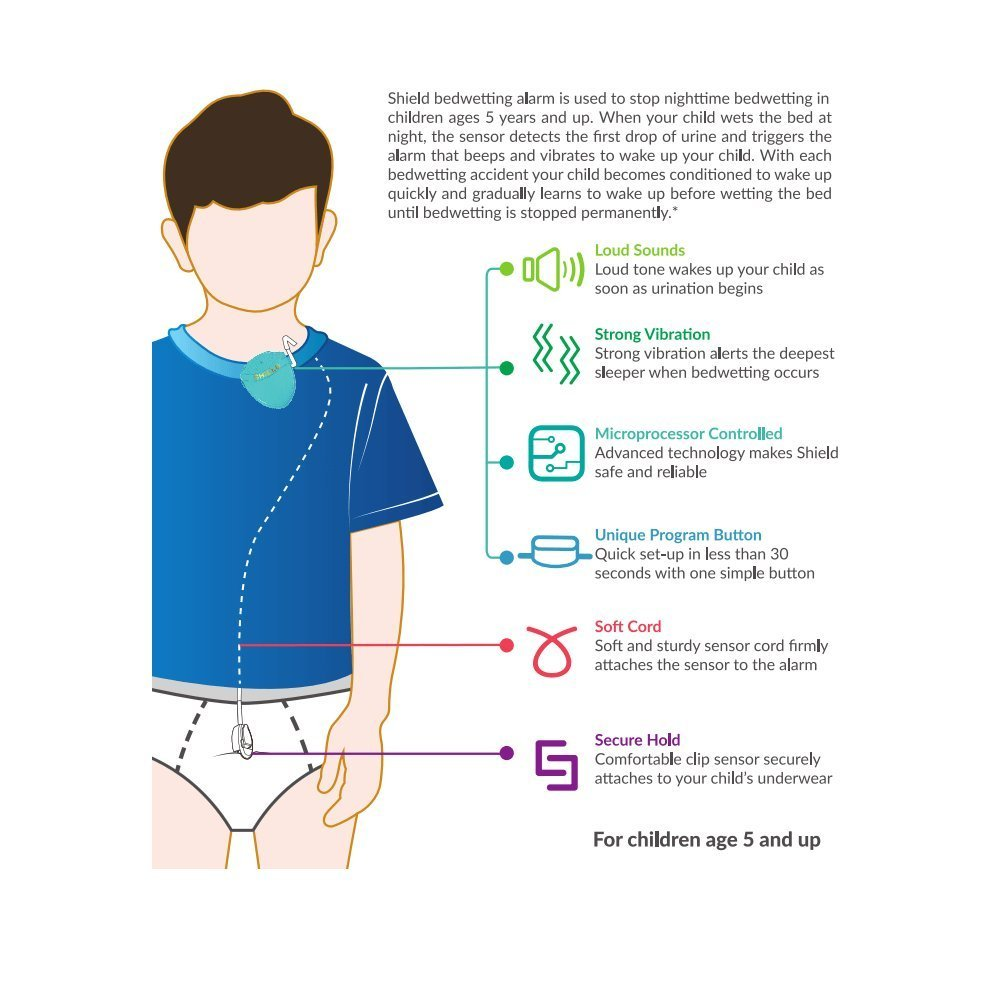 Shield bedwetting alarm is used to stop nighttime bedwetting in
children ages 5 years and up. When your child wets the bed at
night, the sensor detects the first drop of urine and triggers the
alarm that beeps and vibrates to wake up your child. With each
bedwetting accident your child becomes conditioned to wake up
quickly and gradually learns to wake up before wetting the bed
until bedwetting is stopped permanently.*
Loud Sounds
Loud tone wakes up your child as
soon as urination begins
Strong Vibration
Strong vibration alerts the deepest
sleeper when bedwetting occurs
SHIELD
Microprocessor Controlled
Advanced technology makes Shield
safe and reliable
Unique Program Button
Quick set-up in less than 30
seconds with one simple button
Soft Cord
Soft and sturdy sensor cord firmly
attaches the sensor to the alarm
Secure Hold
Comfortable clip sensor securely
attaches to your child's underwear
For children age 5 and up